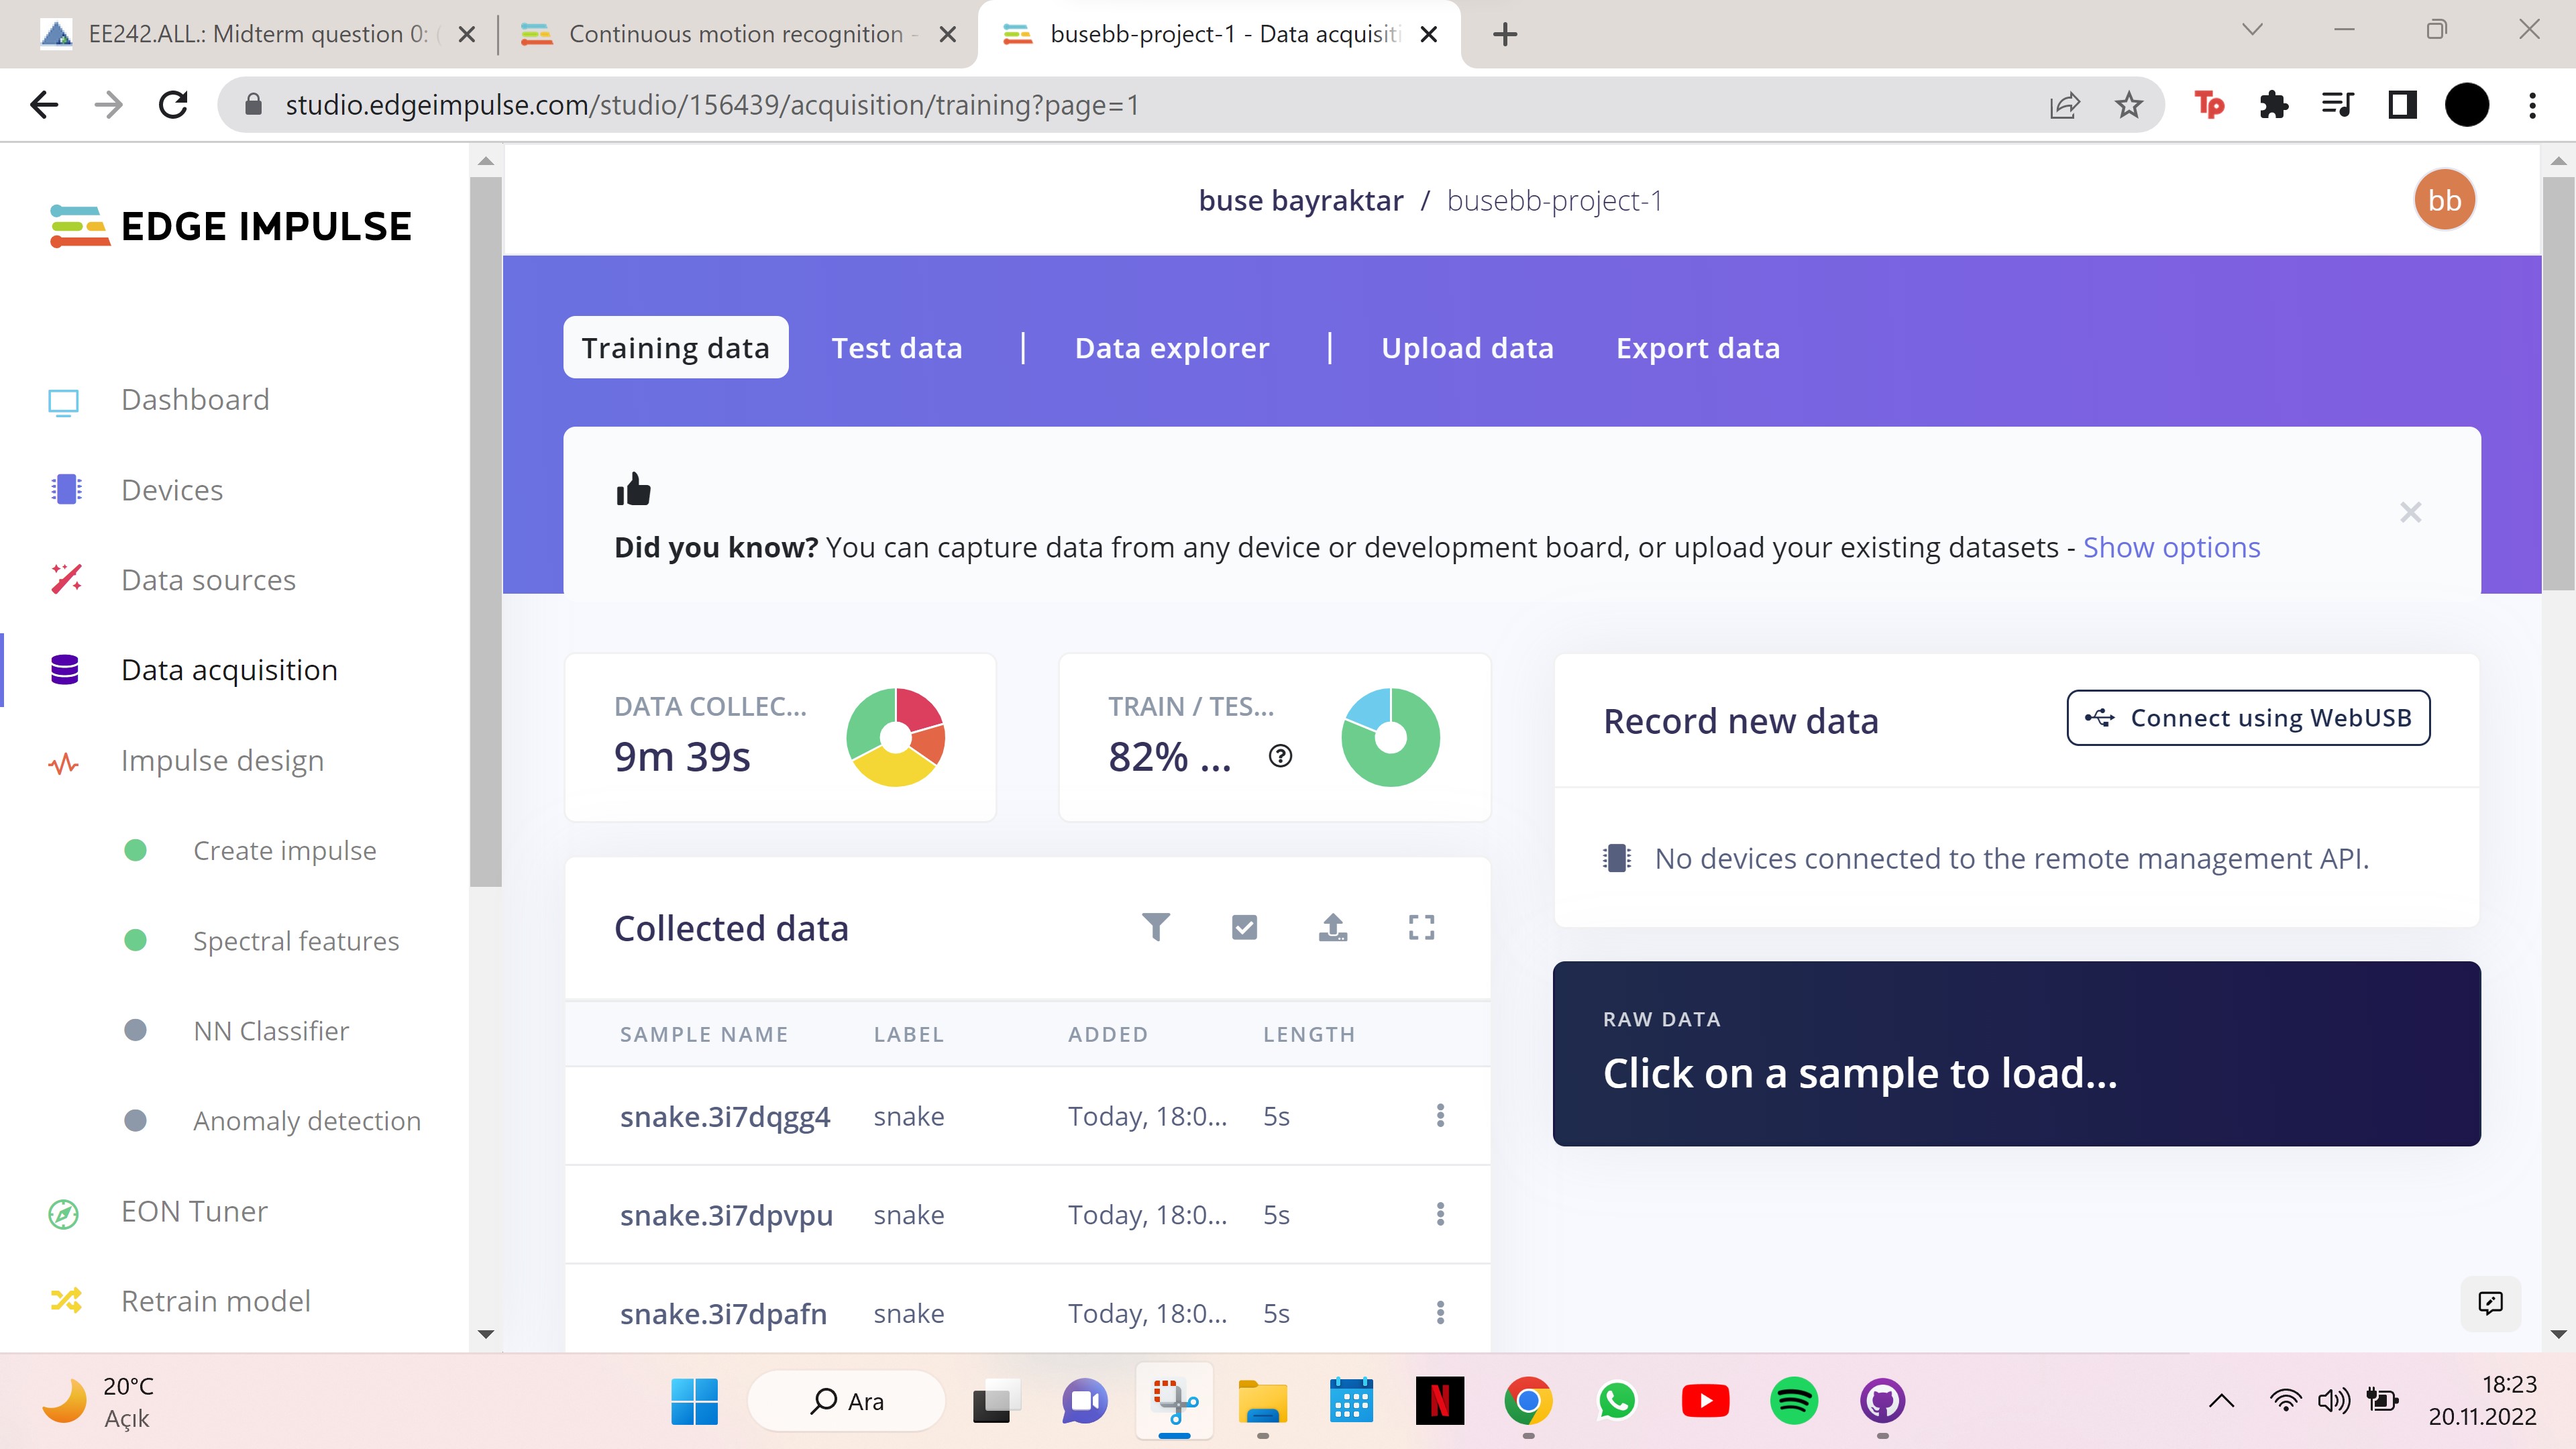 EE242.ALL.: Midterm question 0:
Continuous motion recognition -
busebb-project-1 - Data acquisiti
studio.edgeimpulse.com/studio/156439/acquisition/training?page=1
EDGE IMPULSE
Dashboard
Devices
Data sources
Data acquisition
Impulse design
Create impulse
Spectral features
NN Classifier
Anomaly detection
EON Tuner
Retrain model
buse bayraktar / busebb-project-1
bb
Training data
Test data
|
Data explorer
|
Upload data
Export data
Did you know? You can capture data from any device or development board, or upload your existing datasets - Show options
DATA COLLEC...
9m 39s
TRAIN / TES...
82% ...
Collected data
SAMPLE NAME LABEL ADDED LENGTH
snake.3i7dqgg4 snake Today, 18:0... 5s
snake.3i7dpvpu snake Today, 18:0... 5s
snake.3i7dpafn snake Today, 18:0... 5s
Record new data
Connect using WebUSB
No devices connected to the remote management API.
RAW DATA
Click on a sample to load...
20°C
Açık
Ara
18:23
20.11.2022